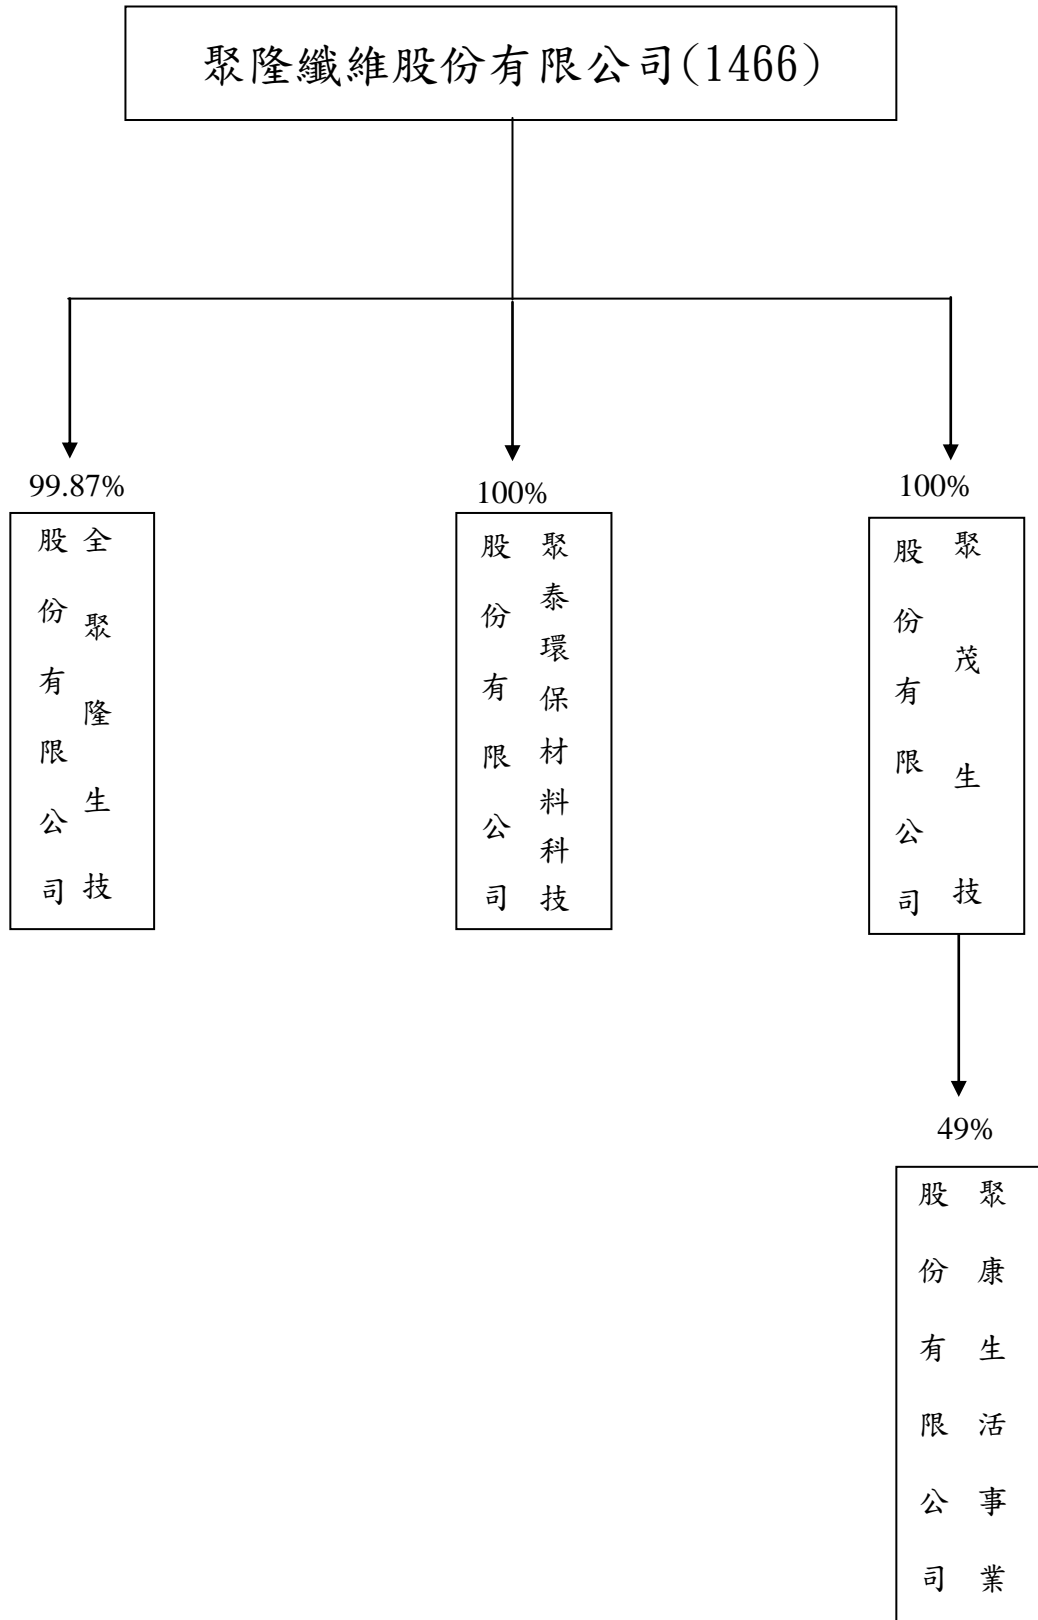 聚隆纖維股份有限公司(1466)
99.87%
全聚隆生技
股份有限公司
100%
聚泰環保材料科技
股份有限公司
100%
聚茂生技
股份有限公司
49%
聚康生活事業
股份有限公司